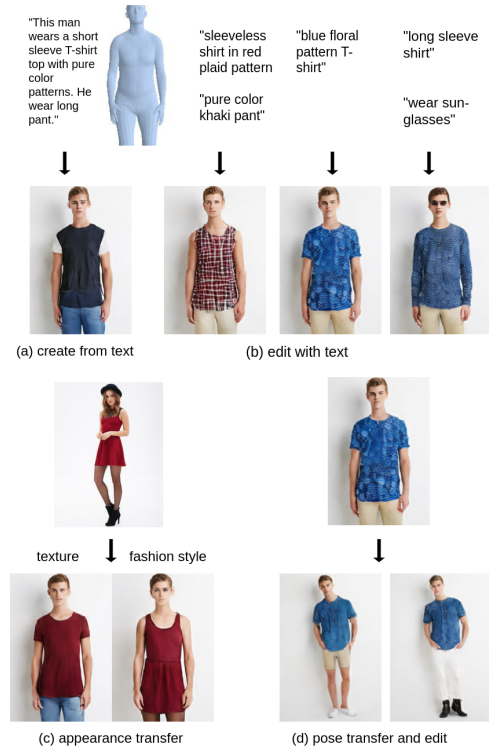 "This man
wears a short
sleeve T-shirt
top with pure
color
patterns. He
wear long
pant."
"sleeveless
shirt in red
plaid pattern
"pure color
khaki pant"
"blue floral
pattern T-
shirt"
"long sleeve
shirt"
"wear sun-
glasses"
(a) create from text
(b) edit with text
texture
fashion style
(c) appearance transfer
(d) pose transfer and edit